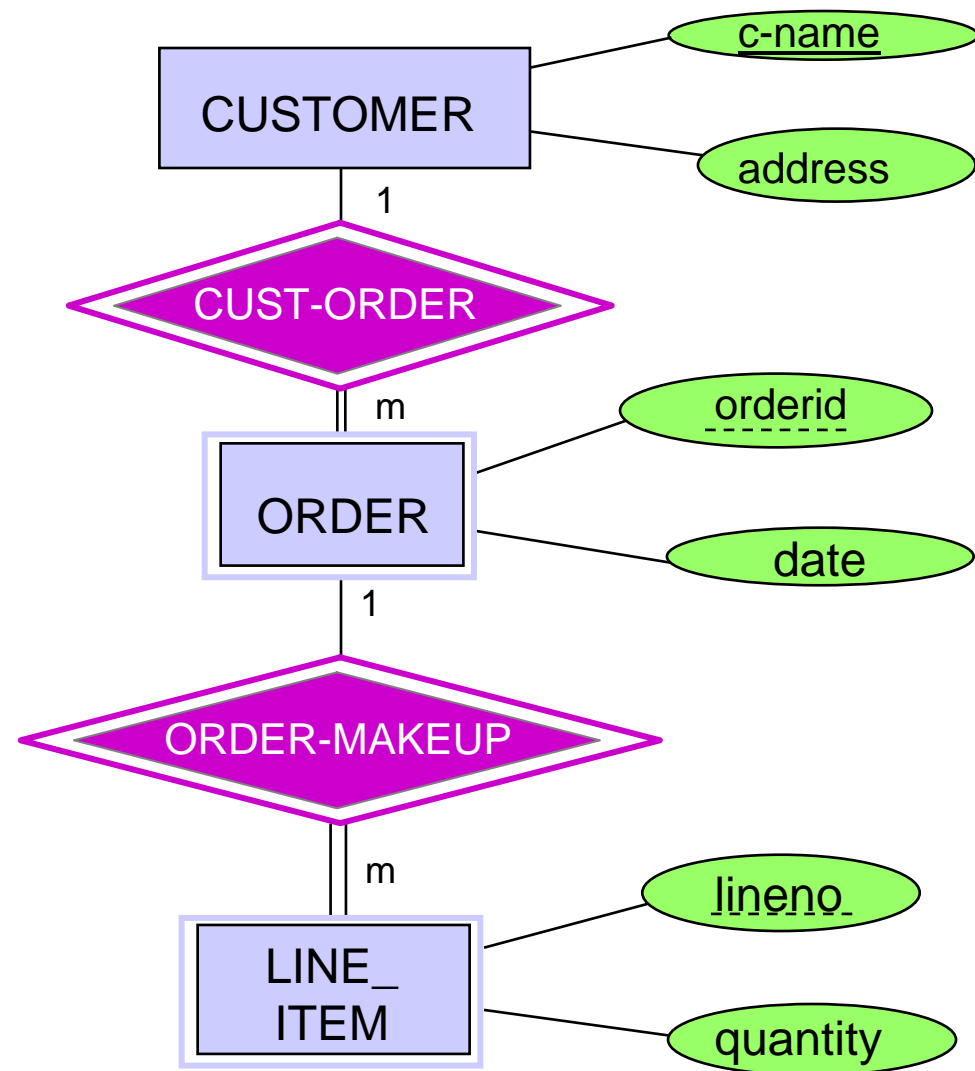 c-name
CUSTOMER
address
1
CUST-ORDER
m
orderid
ORDER
date
1
ORDER-MAKEUP
m
lineno
LINE_
ITEM
quantity